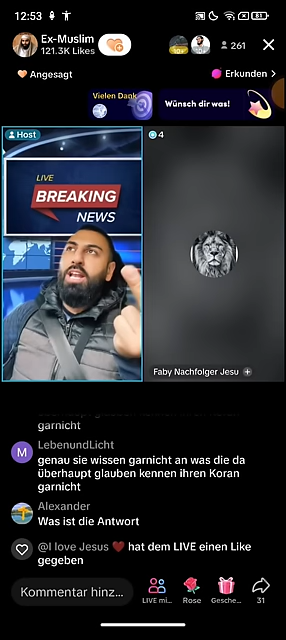 12:53
81
Ex-Muslim
121.3K Likes
10+
261
Angesagt
Erkunden >
Vielen Dank
Wünsch dir was!
Host
4
LIVE
BREAKING
NEWS
Faby Nachfolger Jesu
garnicht
M
LebenundLicht
genau sie wissen garnicht an was die da
überhaupt glauben kennen ihren Koran
garnicht
Alexander
Was ist die Antwort
@I love Jesus ♥ hat dem LIVE einen Like
gegeben
Kommentar hinz...
LIVE mi...
Rose
Gesche...
31